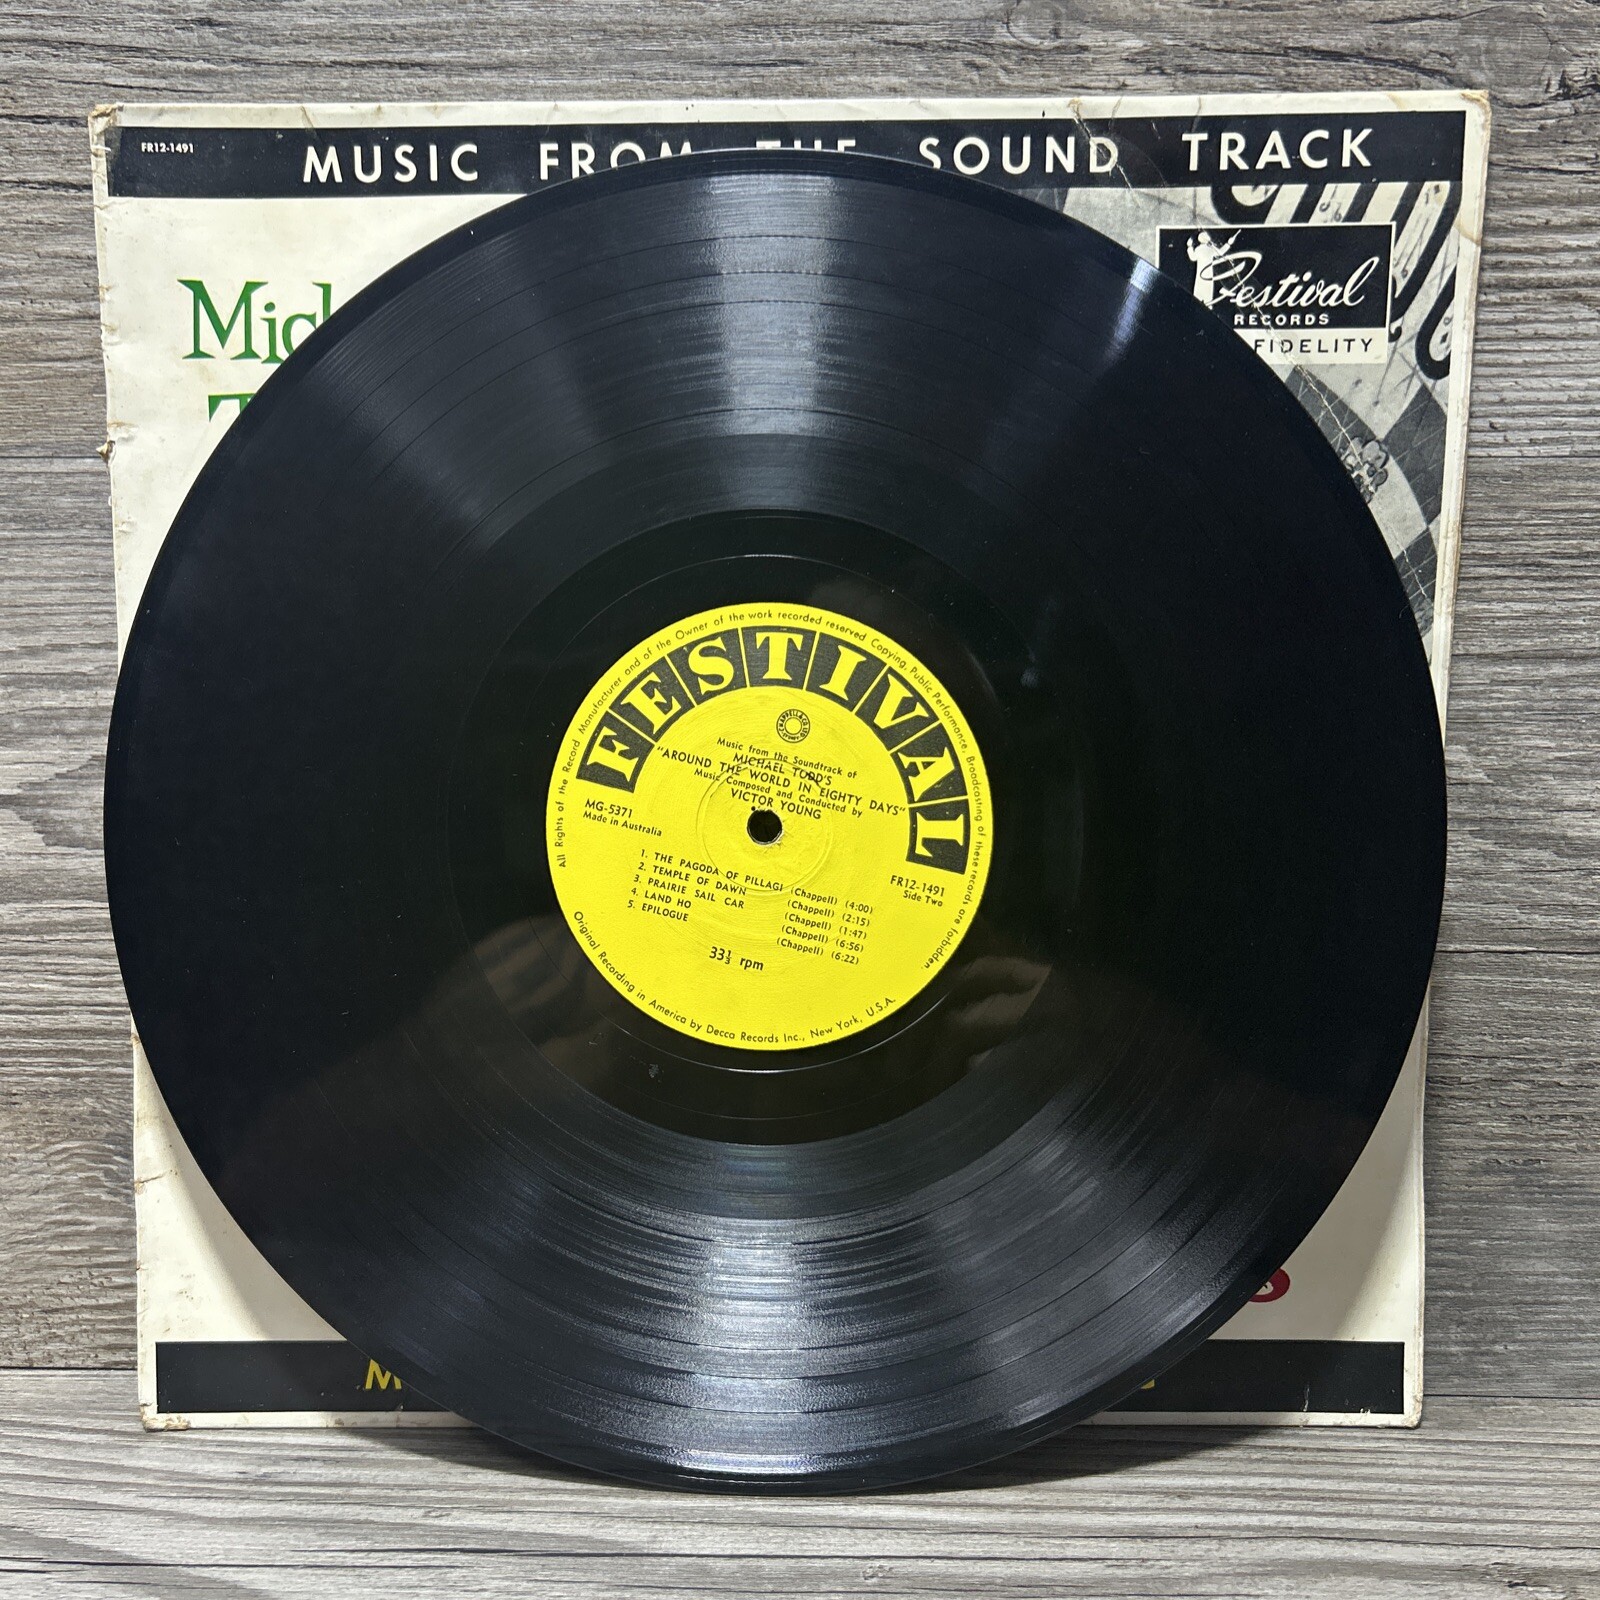 FR12-1491
MUSIC FROM THE SOUND TRACK
Festival
RECORDS
FIDELITY
All Rights of the Record Manufacturer and of the Owner of the work recorded reserved Copying, Public Performance, Broadcasting of these records are forbidden.
FESTIVAL
Music from the Soundtrack of
MICHAEL TODD'S
"AROUND THE WORLD IN EIGHTY DAYS"
Music Composed and Conducted by
VICTOR YOUNG
MG-5371
Made in Australia
FR12-1491
Side Two
1. THE PAGODA OF PILLAGI (Chappell) (4:00)
2. TEMPLE OF DAWN (Chappell) (2:15)
3. PRAIRIE SAIL CAR (Chappell) (1:47)
4. LAND HO (Chappell) (6:56)
5. EPILOGUE (Chappell) (6:22)
33⅓ rpm
Original Recording in America by Decca Records Inc., New York, U.S.A.